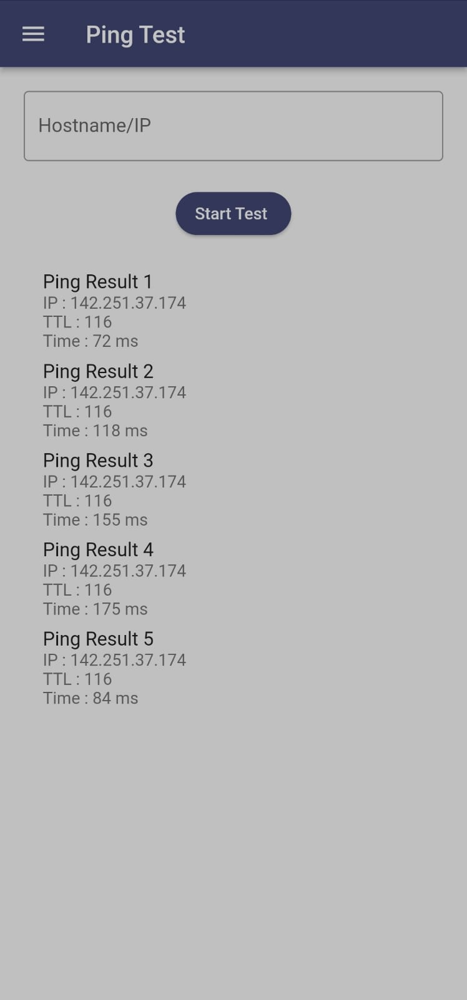 Ping Test
Hostname/IP
Start Test
Ping Result 1
IP : 142.251.37.174
TTL : 116
Time : 72 ms
Ping Result 2
IP : 142.251.37.174
TTL : 116
Time : 118 ms
Ping Result 3
IP : 142.251.37.174
TTL : 116
Time : 155 ms
Ping Result 4
IP : 142.251.37.174
TTL : 116
Time : 175 ms
Ping Result 5
IP : 142.251.37.174
TTL : 116
Time : 84 ms